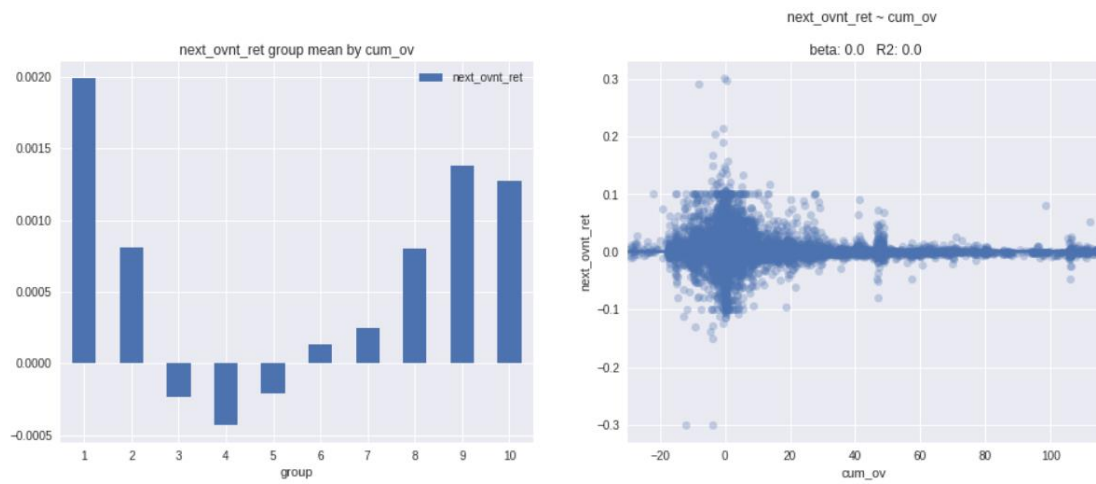 next_ovnt_ret group mean by cum_ov
next_ovnt_ret
0.0020
0.0015
0.0010
0.0005
0.0000
−0.0005
1 2 3 4 5 6 7 8 9 10
group
next_ovnt_ret ~ cum_ov
beta: 0.0 R2: 0.0
next_ovnt_ret
0.3
0.2
0.1
0.0
−0.1
−0.2
−0.3
−20 0 20 40 60 80 100
cum_ov